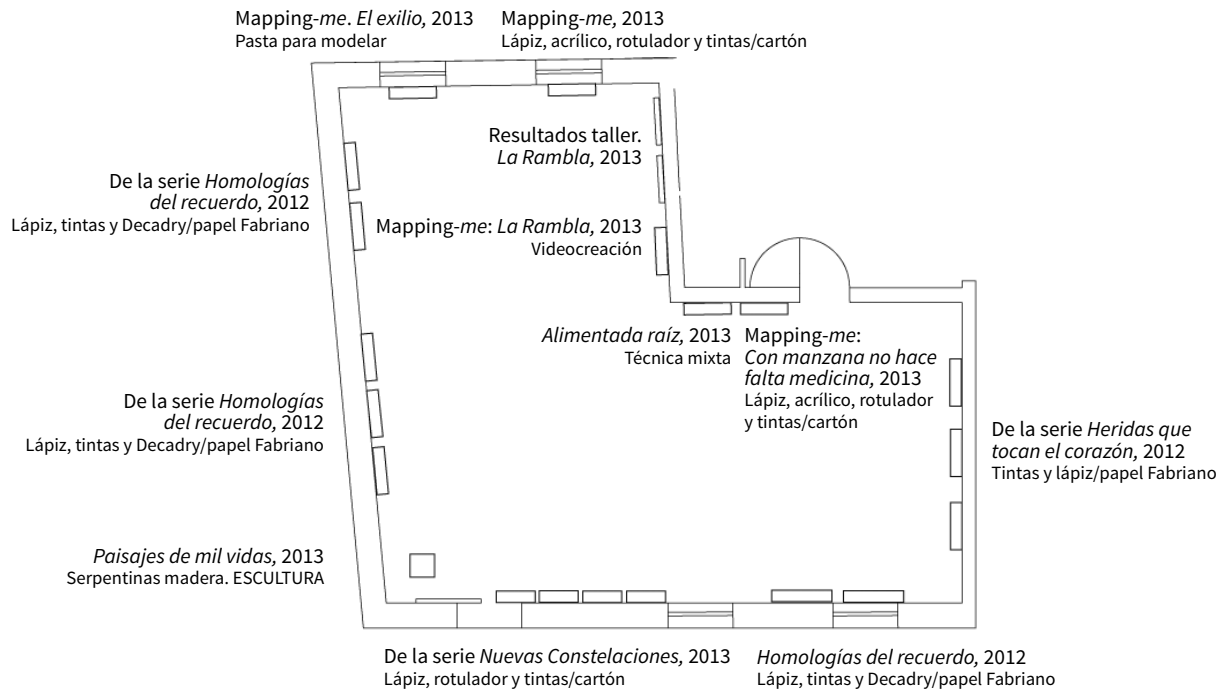 Mapping-me. El exilio, 2013
Pasta para modelar
Mapping-me, 2013
Lápiz, acrílico, rotulador y tintas/cartón
Resultados taller.
La Rambla, 2013
De la serie Homologías
del recuerdo, 2012
Lápiz, tintas y Decadry/papel Fabriano
Mapping-me: La Rambla, 2013
Videocreación
Alimentada raíz, 2013
Técnica mixta
Mapping-me:
Con manzana no hace
falta medicina, 2013
Lápiz, acrílico, rotulador
y tintas/cartón
De la serie Homologías
del recuerdo, 2012
Lápiz, tintas y Decadry/papel Fabriano
De la serie Heridas que
tocan el corazón, 2012
Tintas y lápiz/papel Fabriano
Paisajes de mil vidas, 2013
Serpentinas madera. ESCULTURA
De la serie Nuevas Constelaciones, 2013
Lápiz, rotulador y tintas/cartón
Homologías del recuerdo, 2012
Lápiz, tintas y Decadry/papel Fabriano